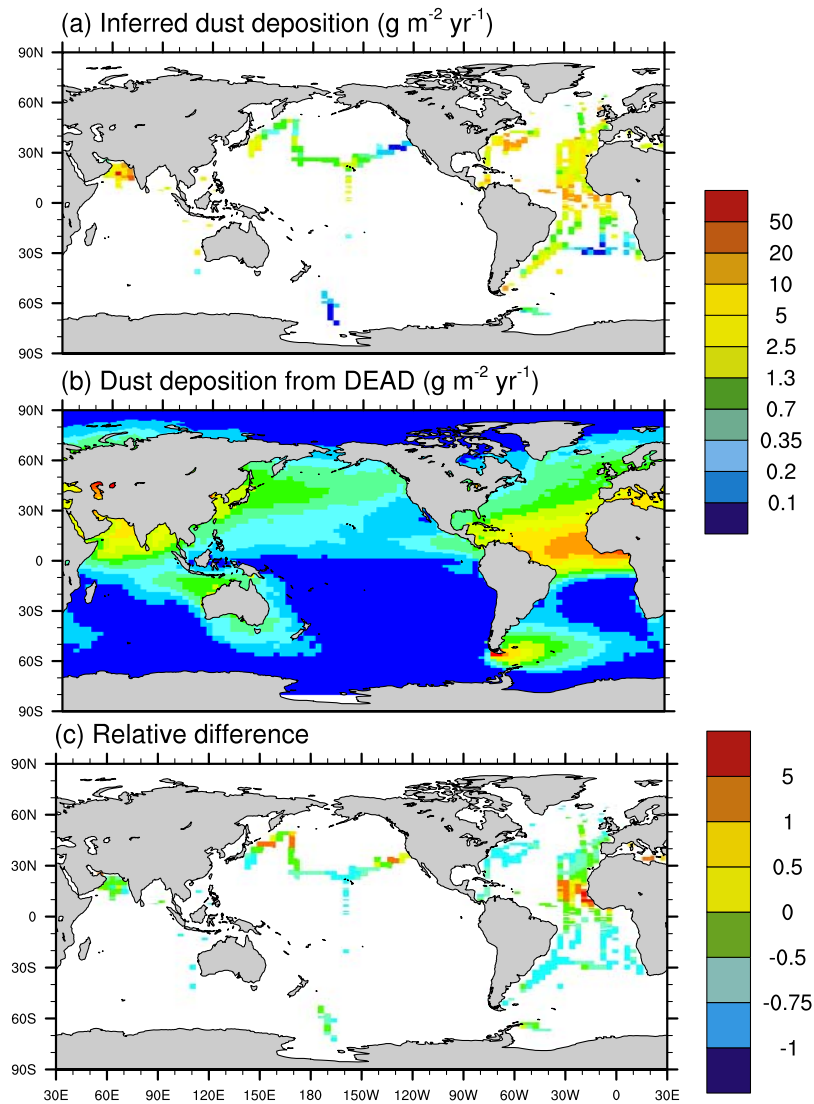 (a) Inferred dust deposition (g m⁻² yr⁻¹)
90N
60N
30N
0
30S
60S
90S
50
20
10
5
2.5
1.3
0.7
0.35
0.2
0.1
(b) Dust deposition from DEAD (g m⁻² yr⁻¹)
90N
60N
30N
0
30S
60S
90S
(c) Relative difference
90N
60N
30N
0
30S
60S
90S
30E 60E 90E 120E 150E 180 150W 120W 90W 60W 30W 0 30E
5
1
0.5
0
-0.5
-0.75
-1